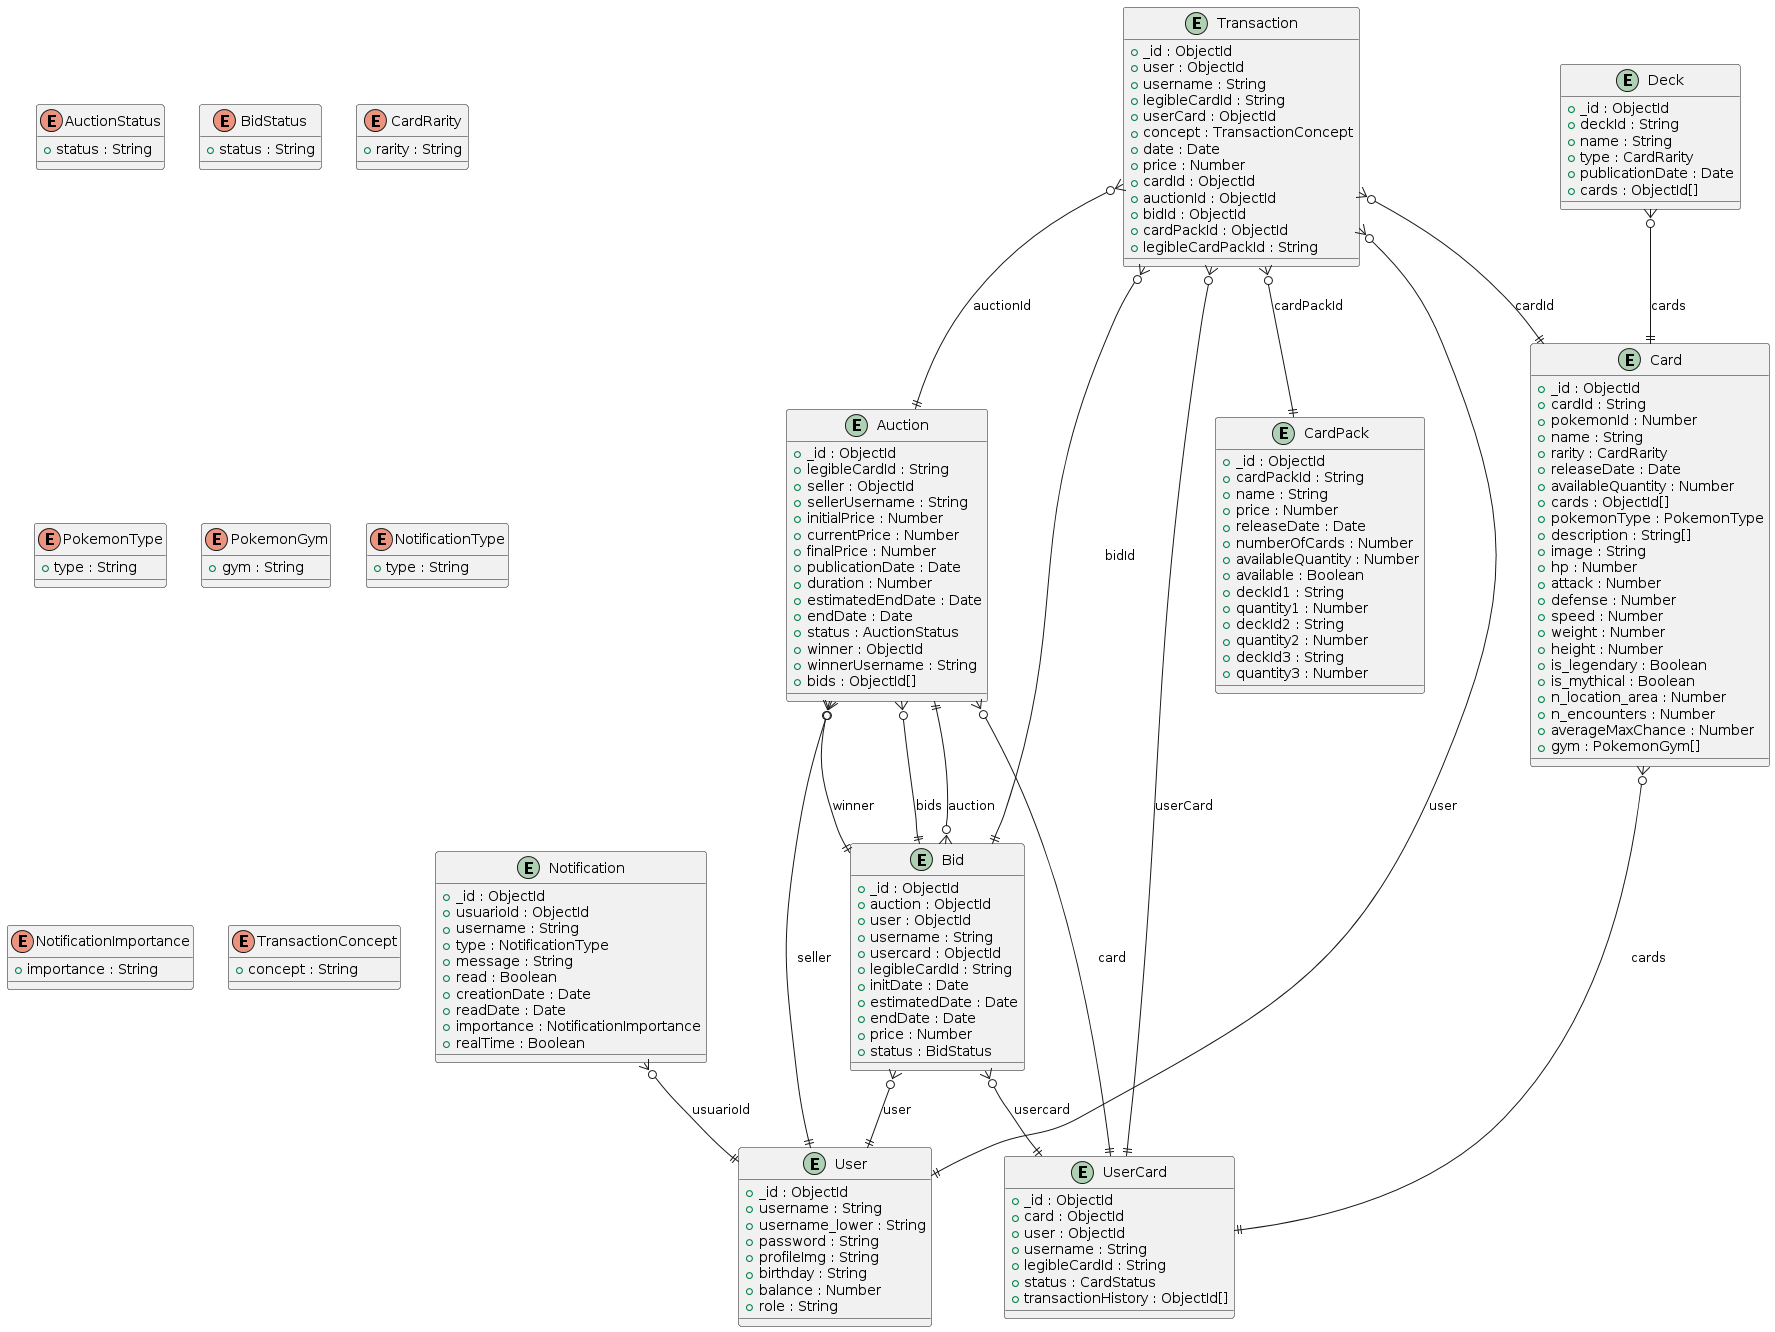 E Transaction
_id : ObjectId
user : ObjectId
username : String
legibleCardId : String
userCard : ObjectId
concept : TransactionConcept
date : Date
price : Number
cardId : ObjectId
auctionId : ObjectId
bidId : ObjectId
cardPackId : ObjectId
legibleCardPackId : String
E Deck
_id : ObjectId
deckId : String
name : String
type : CardRarity
publicationDate : Date
cards : ObjectId[]
E AuctionStatus
status : String
E BidStatus
status : String
E CardRarity
rarity : String
auctionId
cardPackId
cardId
cards
E Card
_id : ObjectId
cardId : String
pokemonId : Number
name : String
rarity : CardRarity
releaseDate : Date
availableQuantity : Number
cards : ObjectId[]
pokemonType : PokemonType
description : String[]
image : String
hp : Number
attack : Number
defense : Number
speed : Number
weight : Number
height : Number
is_legendary : Boolean
is_mythical : Boolean
n_location_area : Number
n_encounters : Number
averageMaxChance : Number
gym : PokemonGym[]
E Auction
_id : ObjectId
legibleCardId : String
seller : ObjectId
sellerUsername : String
initialPrice : Number
currentPrice : Number
finalPrice : Number
publicationDate : Date
duration : Number
estimatedEndDate : Date
endDate : Date
status : AuctionStatus
winner : ObjectId
winnerUsername : String
bids : ObjectId[]
E CardPack
_id : ObjectId
cardPackId : String
name : String
price : Number
releaseDate : Date
numberOfCards : Number
availableQuantity : Number
available : Boolean
deckId1 : String
quantity1 : Number
deckId2 : String
quantity2 : Number
deckId3 : String
quantity3 : Number
E PokemonType
type : String
E PokemonGym
gym : String
E NotificationType
type : String
bidId
winner
bids
auction
userCard
user
E Notification
_id : ObjectId
usuarioId : ObjectId
username : String
type : NotificationType
message : String
read : Boolean
creationDate : Date
readDate : Date
importance : NotificationImportance
realTime : Boolean
E Bid
_id : ObjectId
auction : ObjectId
user : ObjectId
username : String
usercard : ObjectId
legibleCardId : String
initDate : Date
estimatedDate : Date
endDate : Date
price : Number
status : BidStatus
E NotificationImportance
importance : String
E TransactionConcept
concept : String
seller
card
cards
usuarioId
user
usercard
E User
_id : ObjectId
username : String
username_lower : String
password : String
profileImg : String
birthday : String
balance : Number
role : String
E UserCard
_id : ObjectId
card : ObjectId
user : ObjectId
username : String
legibleCardId : String
status : CardStatus
transactionHistory : ObjectId[]